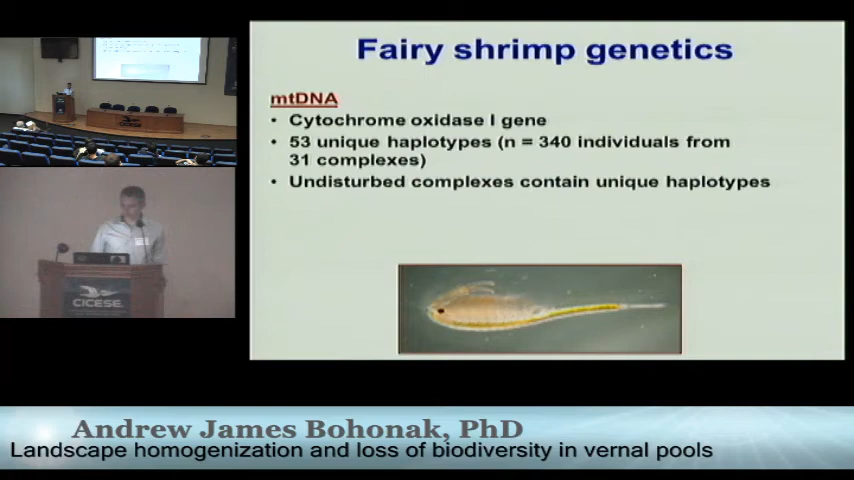 Fairy shrimp genetics
mtDNA
• Cytochrome oxidase I gene
• 53 unique haplotypes (n = 340 individuals from
31 complexes)
• Undisturbed complexes contain unique haplotypes
CICESE
Andrew James Bohonak, PhD
Landscape homogenization and loss of biodiversity in vernal pools